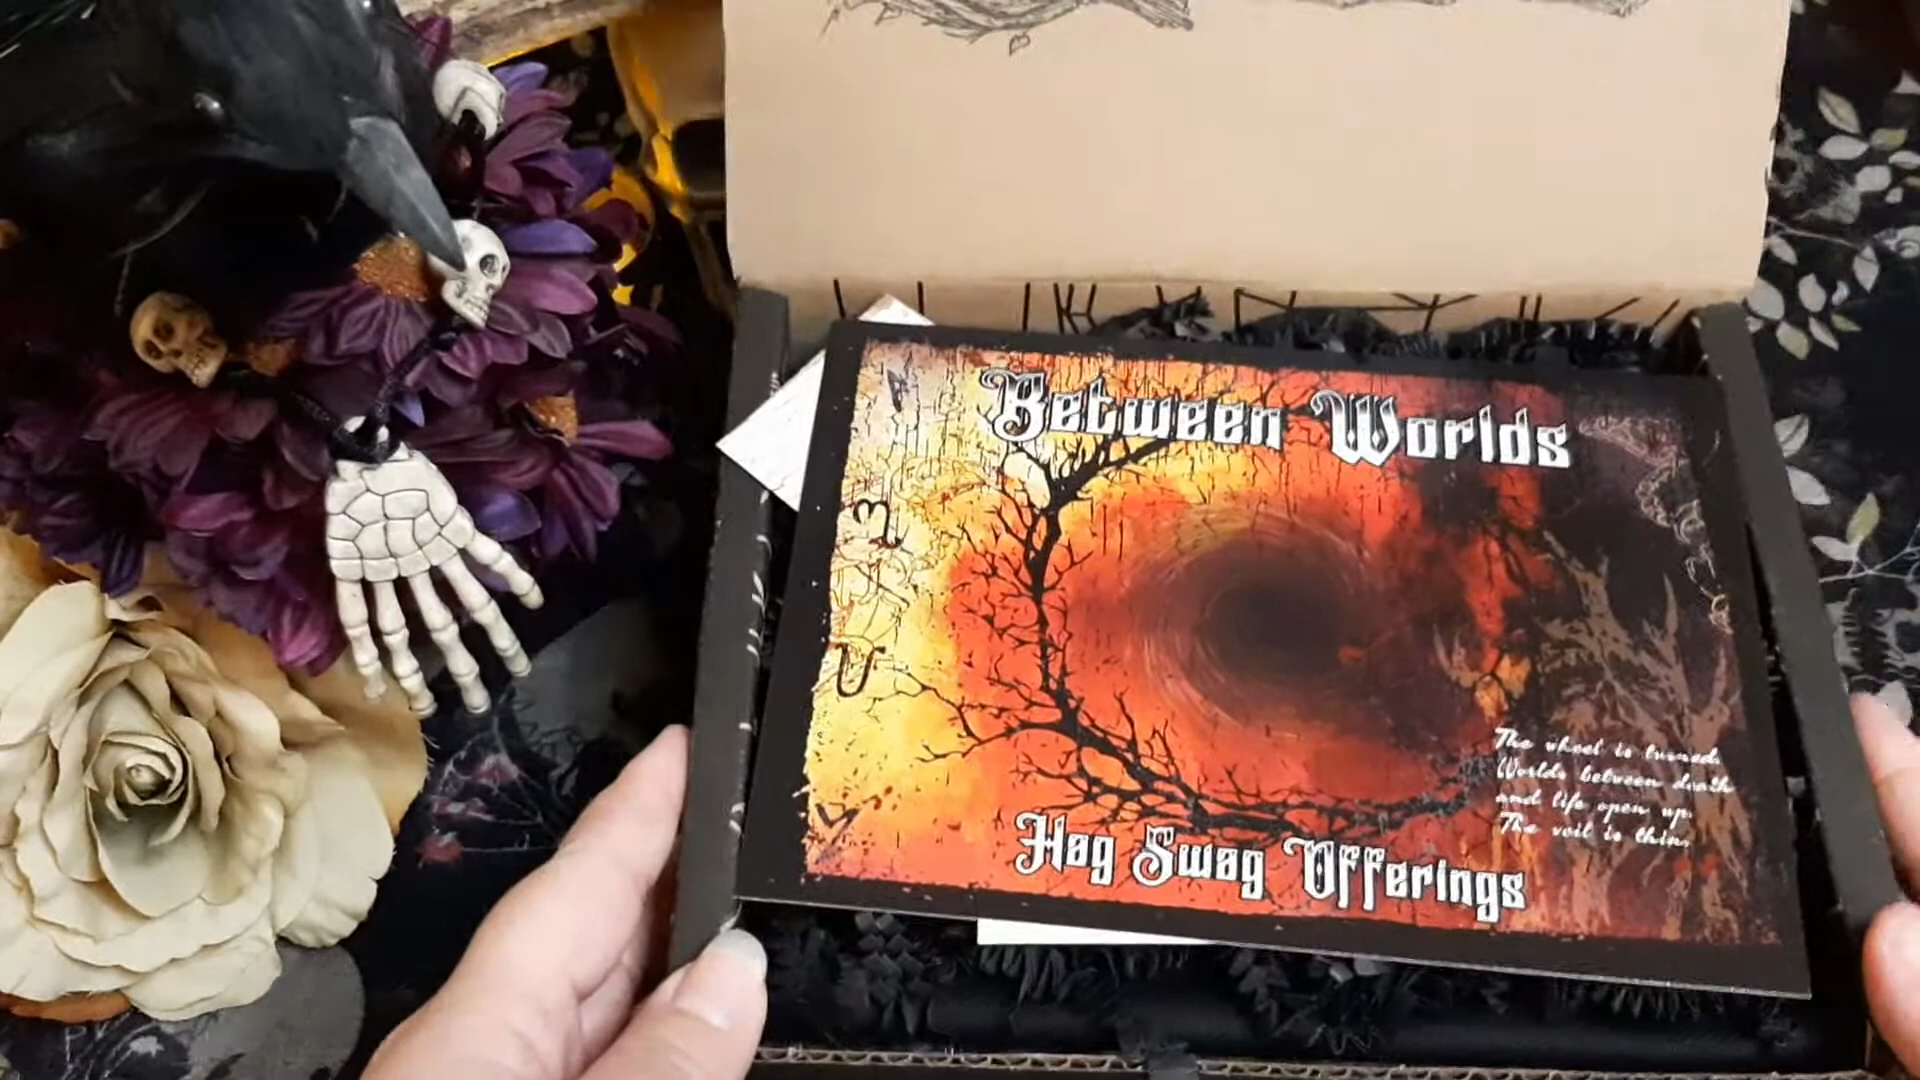 Between Worlds
The wheel is turned.
Worlds between death
and life open up.
The veil is thin.
Hag Swag Offerings